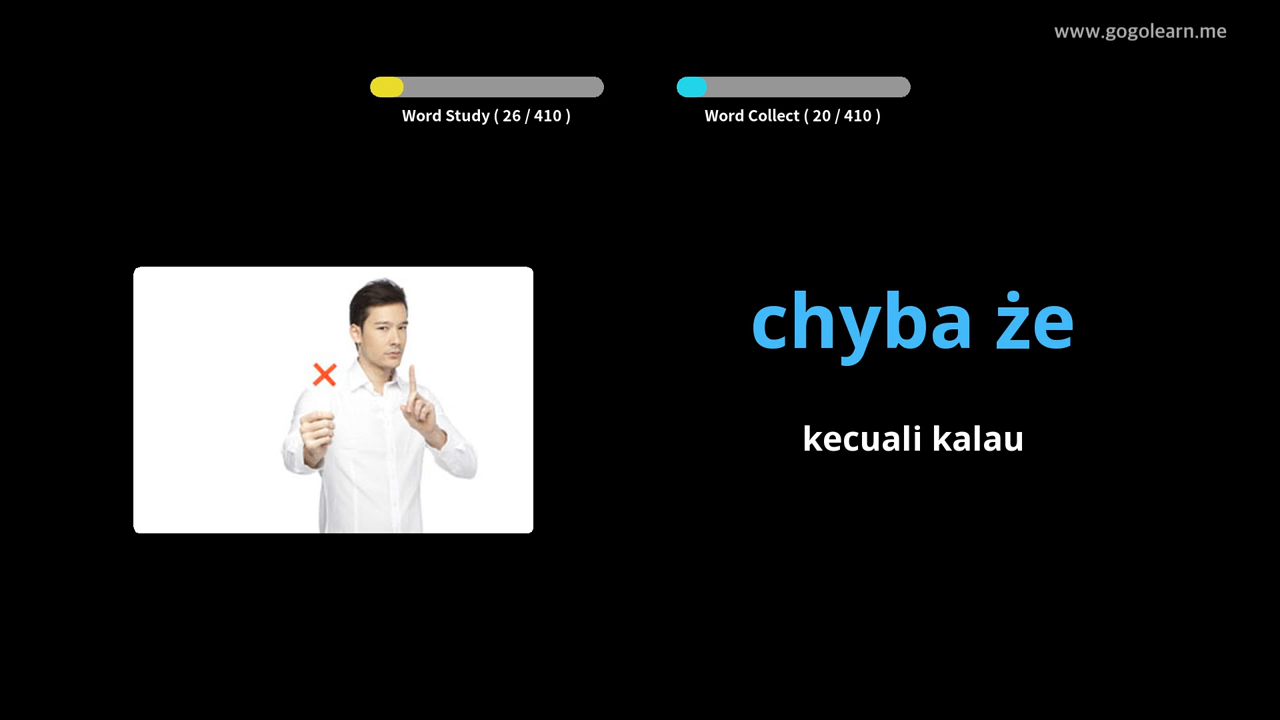 www.gogolearn.me
Word Study ( 26 / 410 )
Word Collect ( 20 / 410 )
chyba że
kecuali kalau